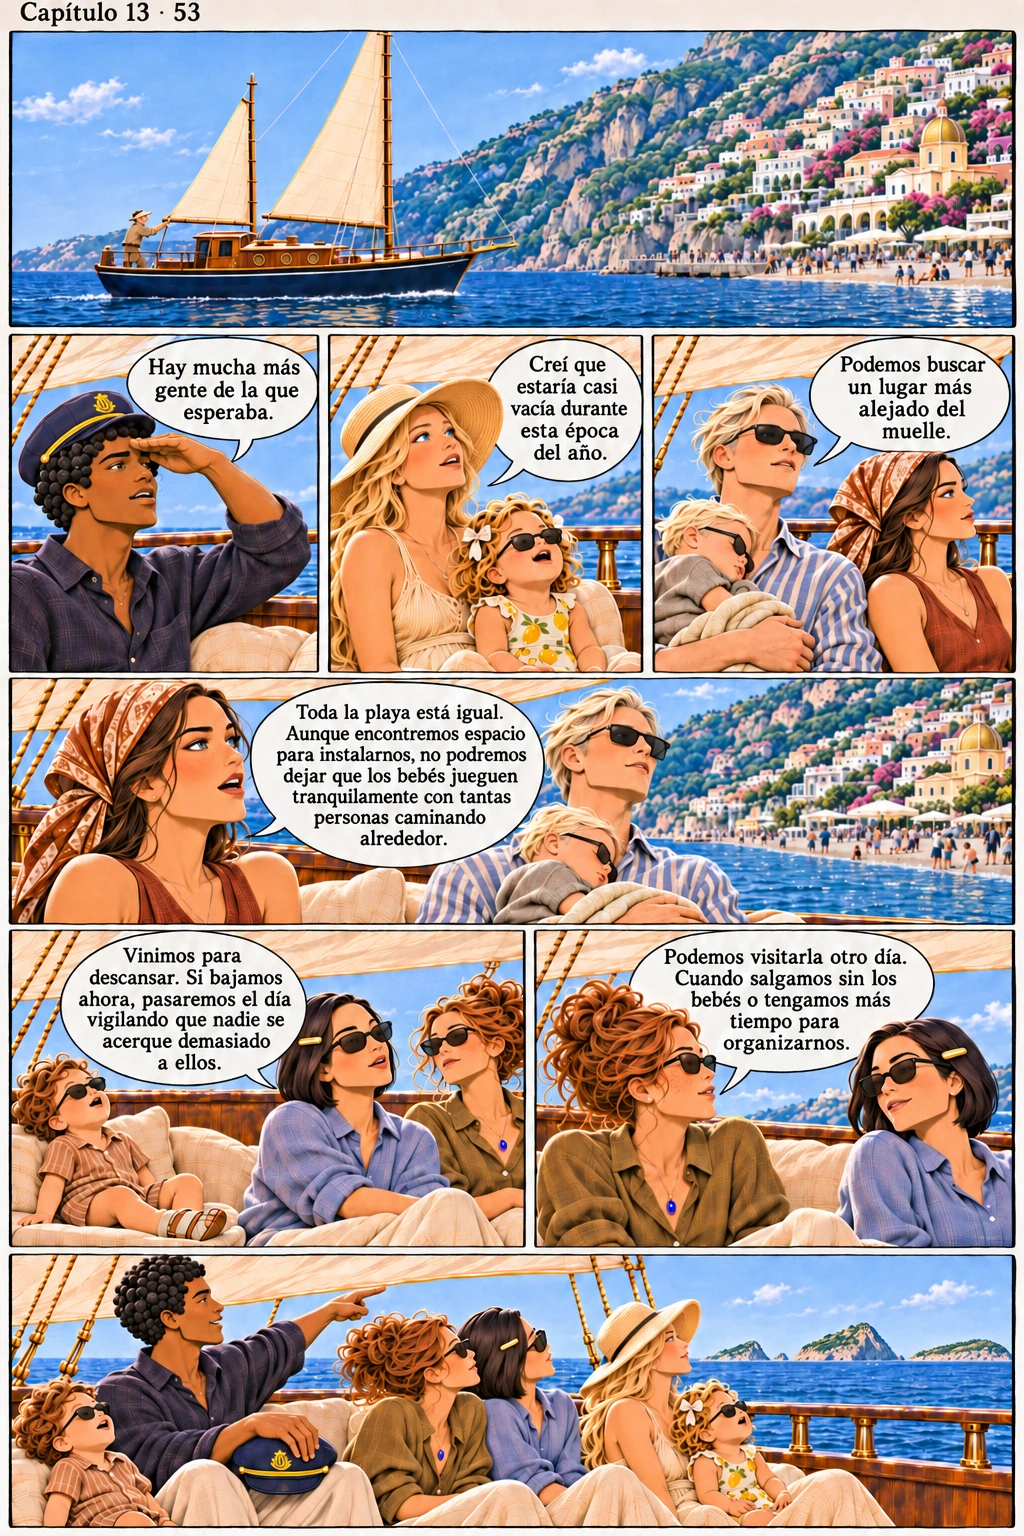 Capítulo 13 · 53
Hay mucha más
gente de la que
esperaba.
Creí que
estaría casi
vacía durante
esta época
del año.
Podemos buscar
un lugar más
alejado del
muelle.
Toda la playa está igual.
Aunque encontremos espacio
para instalarnos, no podremos
dejar que los bebés jueguen
tranquilamente con tantas
personas caminando
alrededor.
Vinimos para
descansar. Si bajamos
ahora, pasaremos el día
vigilando que nadie se
acerque demasiado
a ellos.
Podemos visitarla otro día.
Cuando salgamos sin los
bebés o tengamos más
tiempo para
organizarnos.